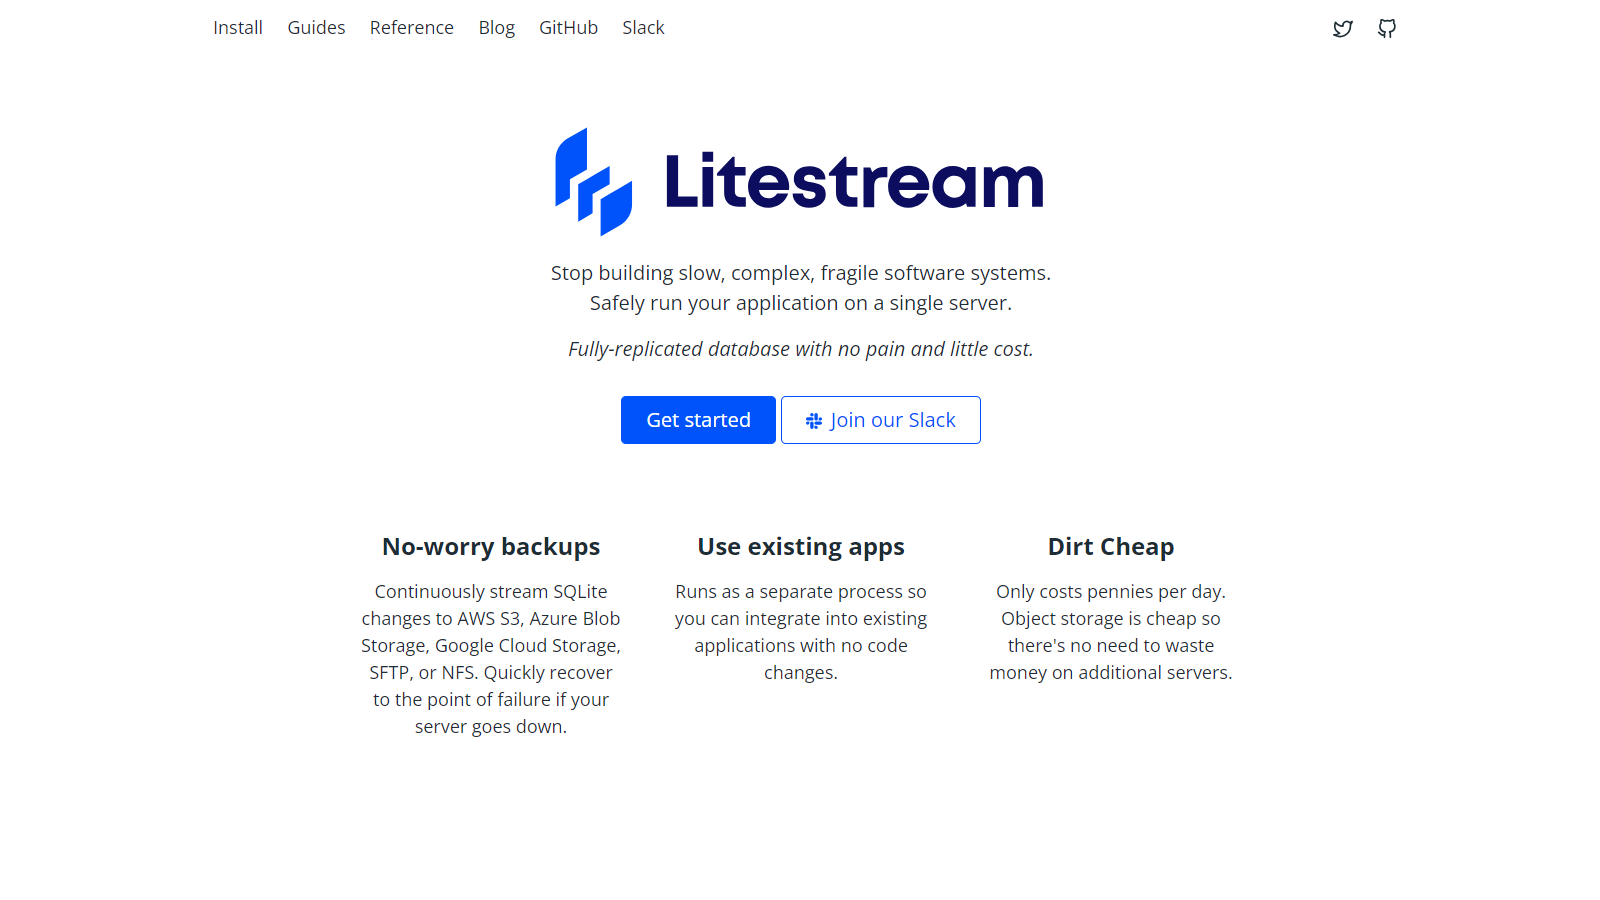 Install Guides Reference Blog GitHub Slack
Litestream
Stop building slow, complex, fragile software systems.
Safely run your application on a single server.
Fully-replicated database with no pain and little cost.
Get started
Join our Slack
No-worry backups
Continuously stream SQLite
changes to AWS S3, Azure Blob
Storage, Google Cloud Storage,
SFTP, or NFS. Quickly recover
to the point of failure if your
server goes down.
Use existing apps
Runs as a separate process so
you can integrate into existing
applications with no code
changes.
Dirt Cheap
Only costs pennies per day.
Object storage is cheap so
there's no need to waste
money on additional servers.